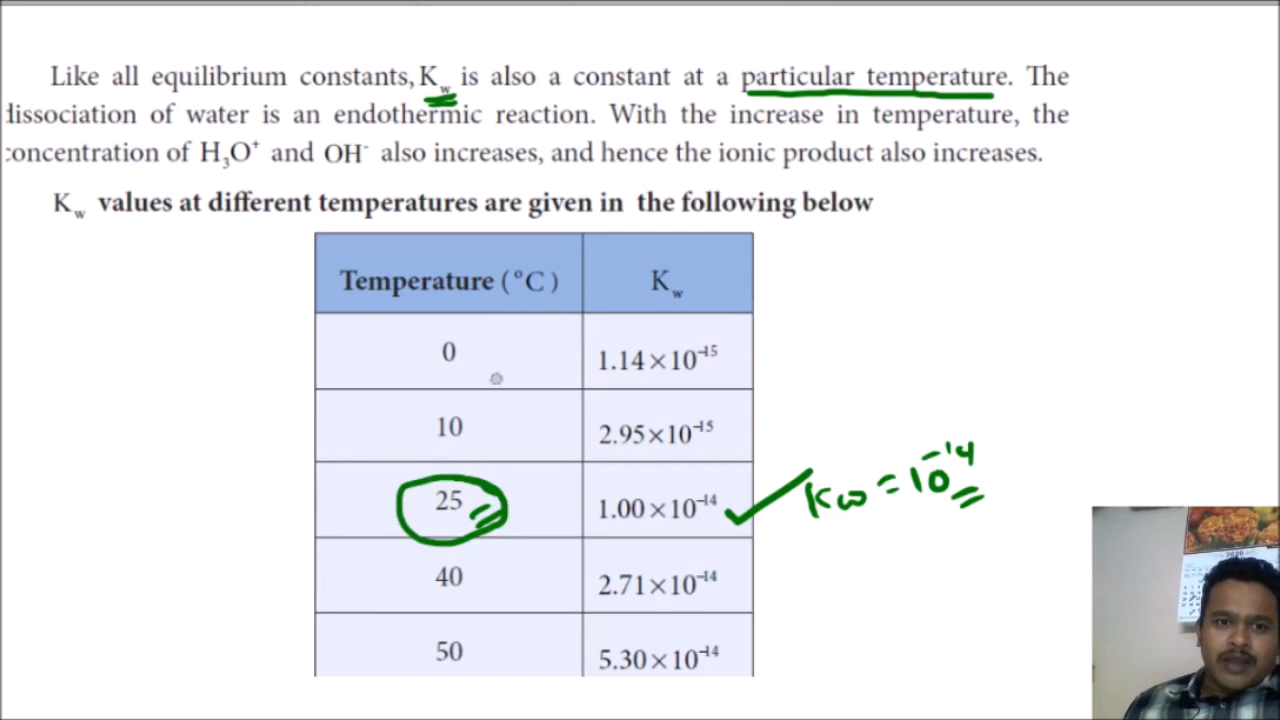 Like all equilibrium constants, Kw is also a constant at a particular temperature. The
dissociation of water is an endothermic reaction. With the increase in temperature, the
concentration of H₃O⁺ and OH⁻ also increases, and hence the ionic product also increases.
Kw values at different temperatures are given in the following below
Temperature (°C) Kw
0 1.14×10⁻¹⁵
10 2.95×10⁻¹⁵
25 1.00×10⁻¹⁴ Kw = 10⁻¹⁴
40 2.71×10⁻¹⁴
50 5.30×10⁻¹⁴
2020